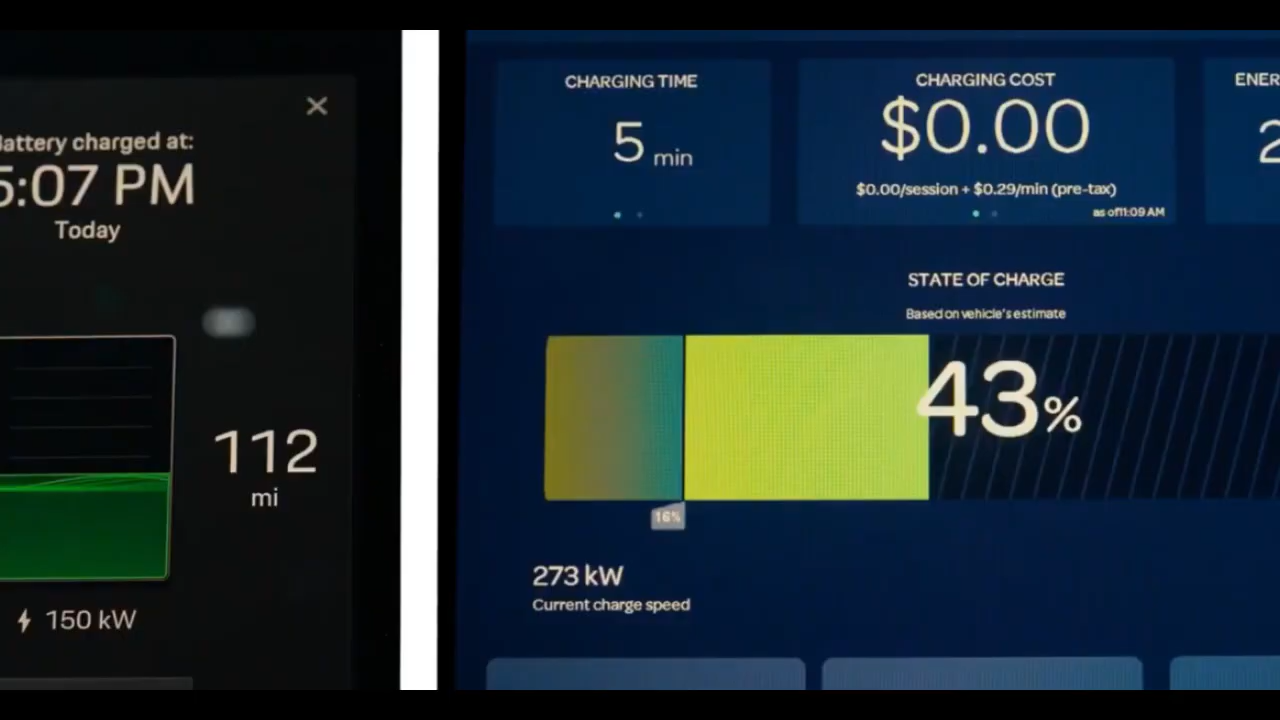 Battery charged at:
5:07 PM
Today
112
mi
150 kW
CHARGING TIME
5 min
CHARGING COST
$0.00
$0.00/session + $0.29/min (pre-tax)
as of 11:09 AM
ENER
2
STATE OF CHARGE
Based on vehicle's estimate
43%
16%
273 kW
Current charge speed